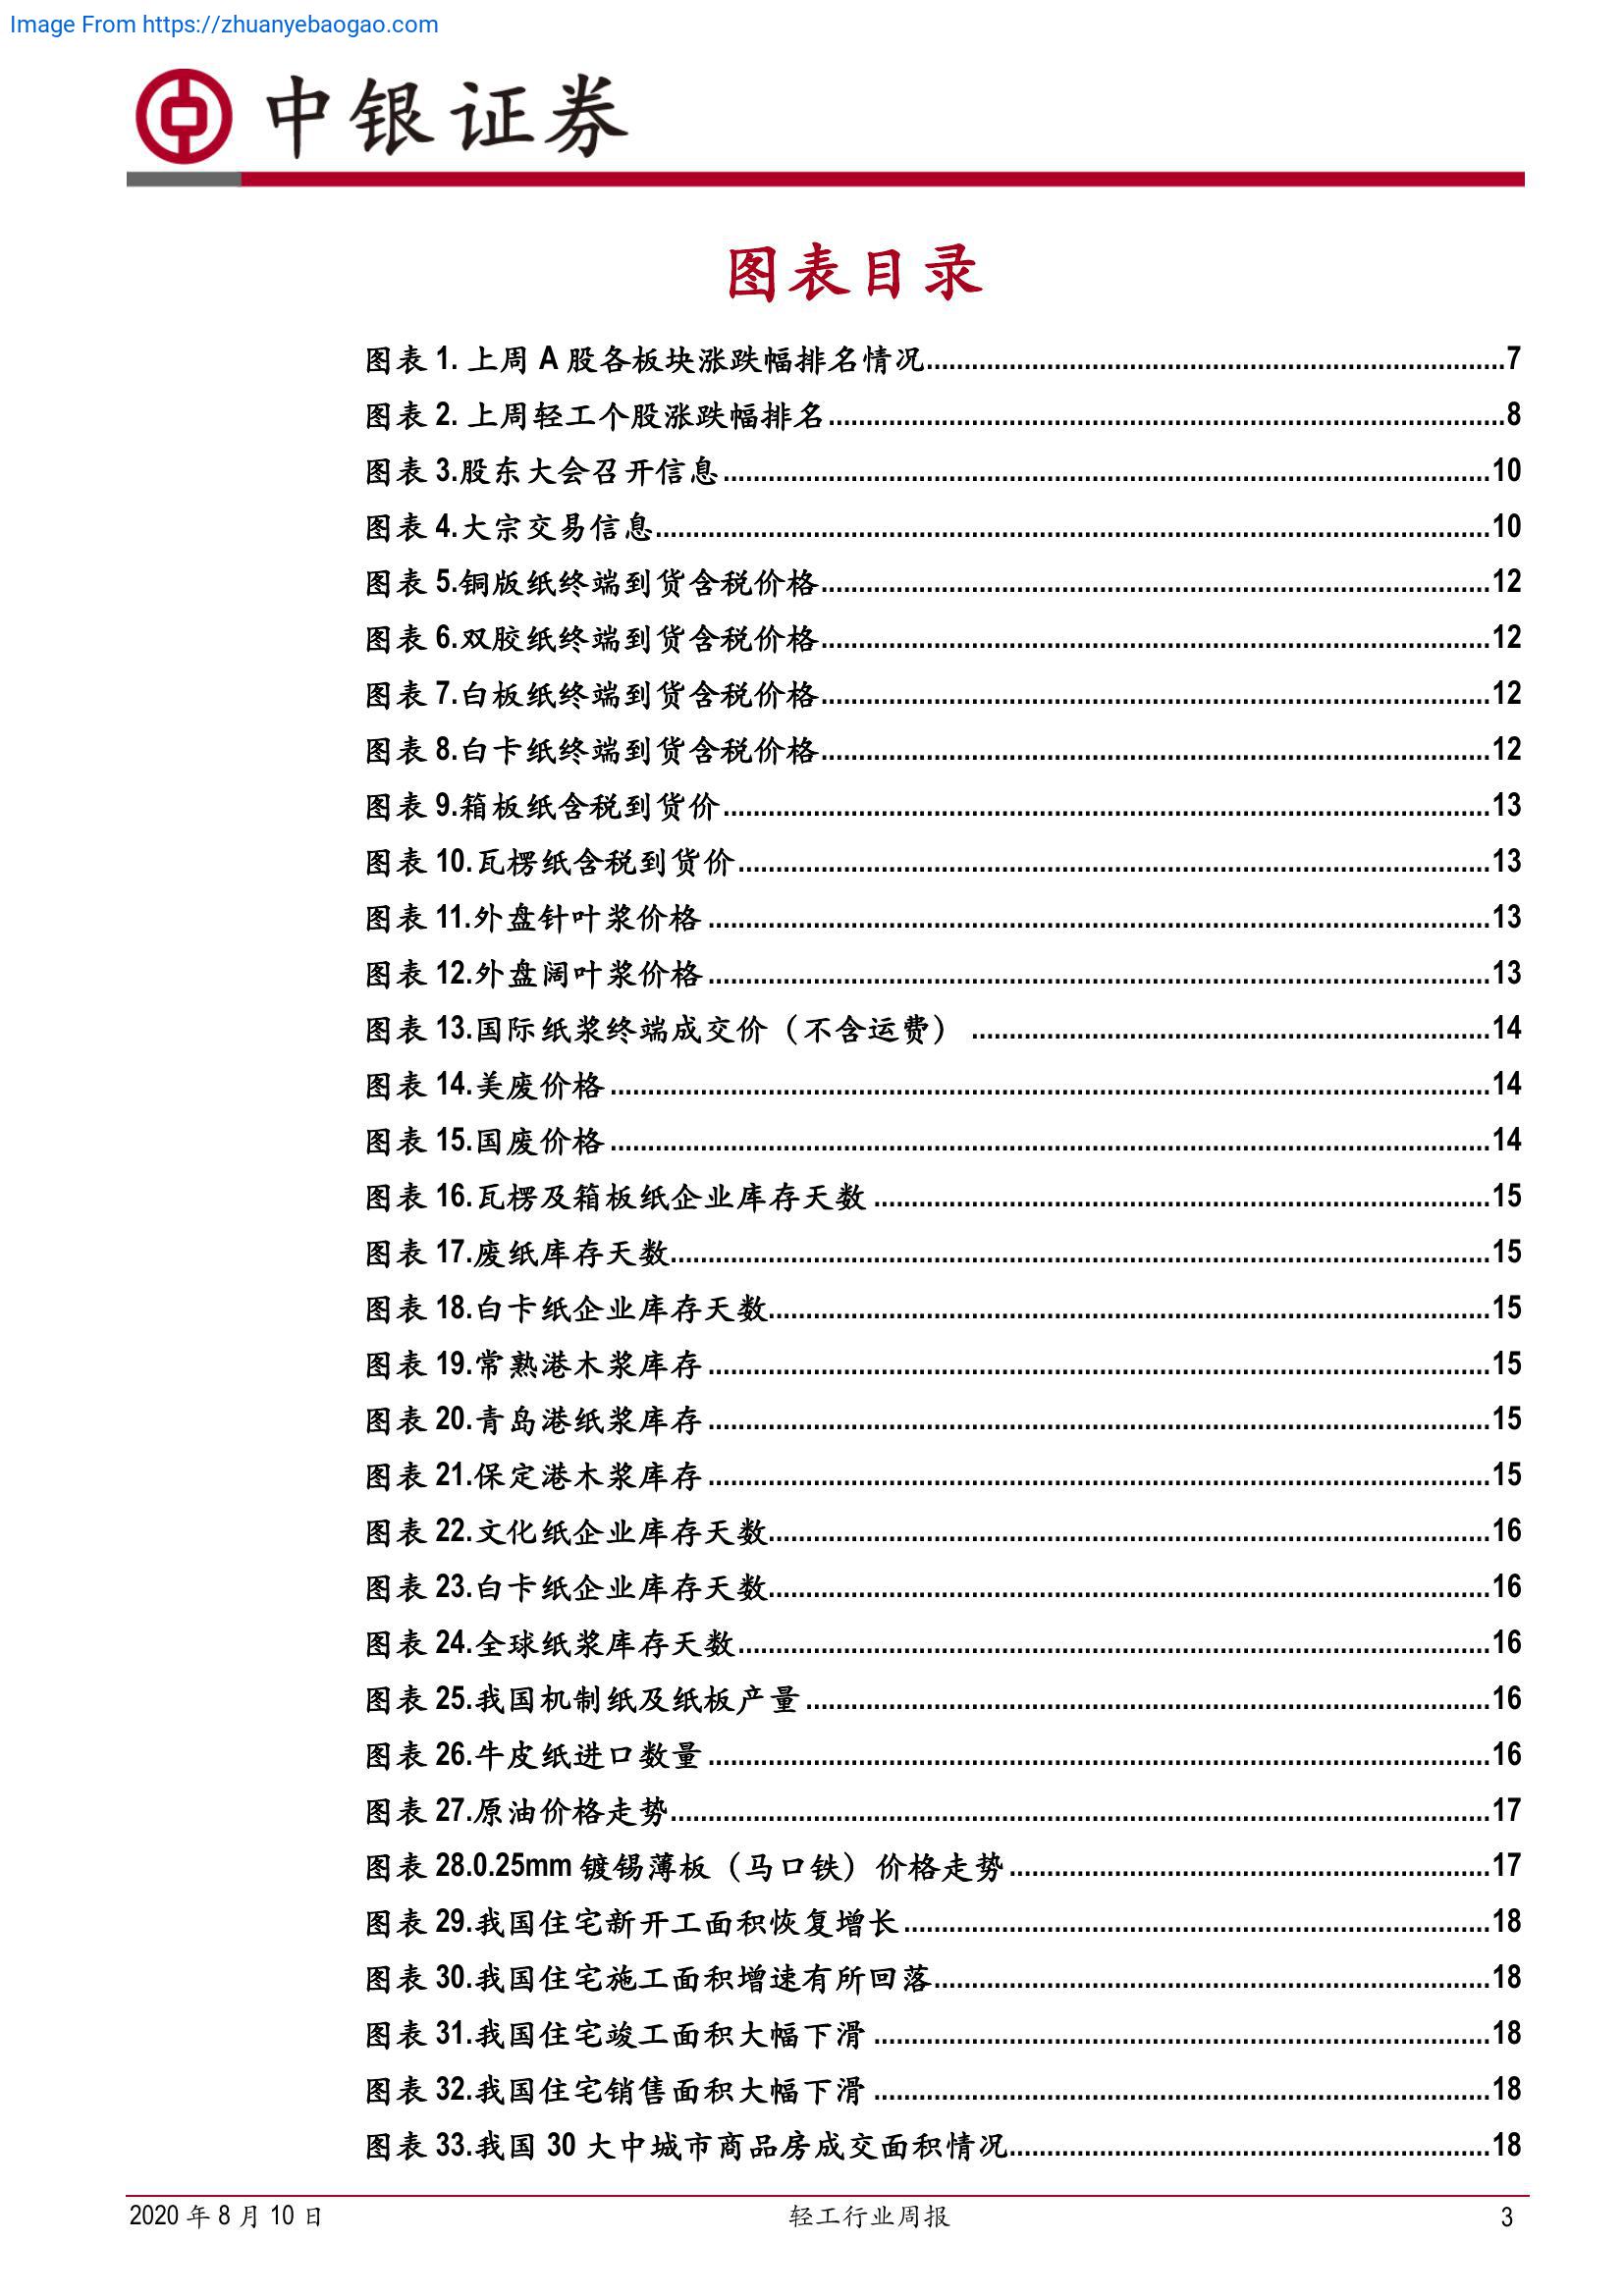 Image From https://zhuanyebaogao.com
中银证券
图表目录
图表 1. 上周 A 股各板块涨跌幅排名情况............................7
图表 2. 上周轻工个股涨跌幅排名............................8
图表 3.股东大会召开信息............................10
图表 4.大宗交易信息............................10
图表 5.铜版纸终端到货含税价格............................12
图表 6.双胶纸终端到货含税价格............................12
图表 7.白板纸终端到货含税价格............................12
图表 8.白卡纸终端到货含税价格............................12
图表 9.箱板纸含税到货价............................13
图表 10.瓦楞纸含税到货价............................13
图表 11.外盘针叶浆价格............................13
图表 12.外盘阔叶浆价格............................13
图表 13.国际纸浆终端成交价（不含运费）............................14
图表 14.美废价格............................14
图表 15.国废价格............................14
图表 16.瓦楞及箱板纸企业库存天数............................15
图表 17.废纸库存天数............................15
图表 18.白卡纸企业库存天数............................15
图表 19.常熟港木浆库存............................15
图表 20.青岛港纸浆库存............................15
图表 21.保定港木浆库存............................15
图表 22.文化纸企业库存天数............................16
图表 23.白卡纸企业库存天数............................16
图表 24.全球纸浆库存天数............................16
图表 25.我国机制纸及纸板产量............................16
图表 26.牛皮纸进口数量............................16
图表 27.原油价格走势............................17
图表 28.0.25mm 镀锡薄板（马口铁）价格走势............................17
图表 29.我国住宅新开工面积恢复增长............................18
图表 30.我国住宅施工面积增速有所回落............................18
图表 31.我国住宅竣工面积大幅下滑............................18
图表 32.我国住宅销售面积大幅下滑............................18
图表 33.我国 30 大中城市商品房成交面积情况............................18
2020 年 8 月 10 日 轻工行业周报 3